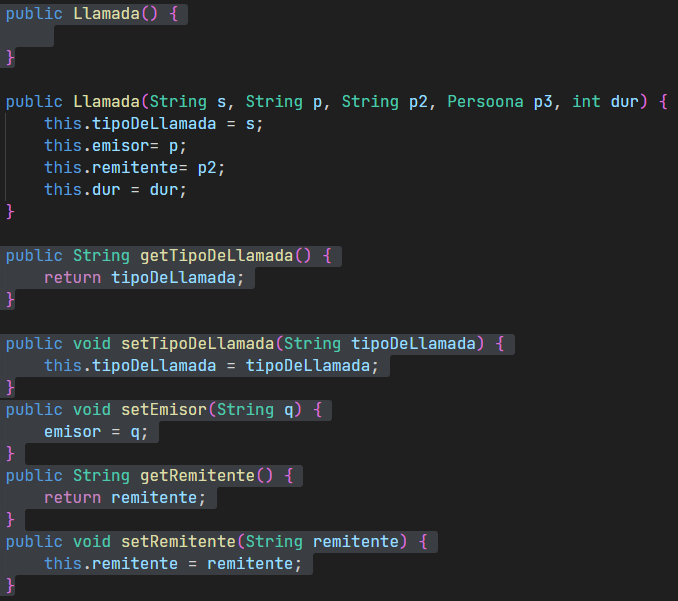 public Llamada() {
}
public Llamada(String s, String p, String p2, Persoona p3, int dur) {
this.tipoDeLlamada = s;
this.emisor= p;
this.remitente= p2;
this.dur = dur;
}
public String getTipoDeLlamada() {
return tipoDeLlamada;
}
public void setTipoDeLlamada(String tipoDeLlamada) {
this.tipoDeLlamada = tipoDeLlamada;
}
public void setEmisor(String q) {
emisor = q;
}
public String getRemitente() {
return remitente;
}
public void setRemitente(String remitente) {
this.remitente = remitente;
}